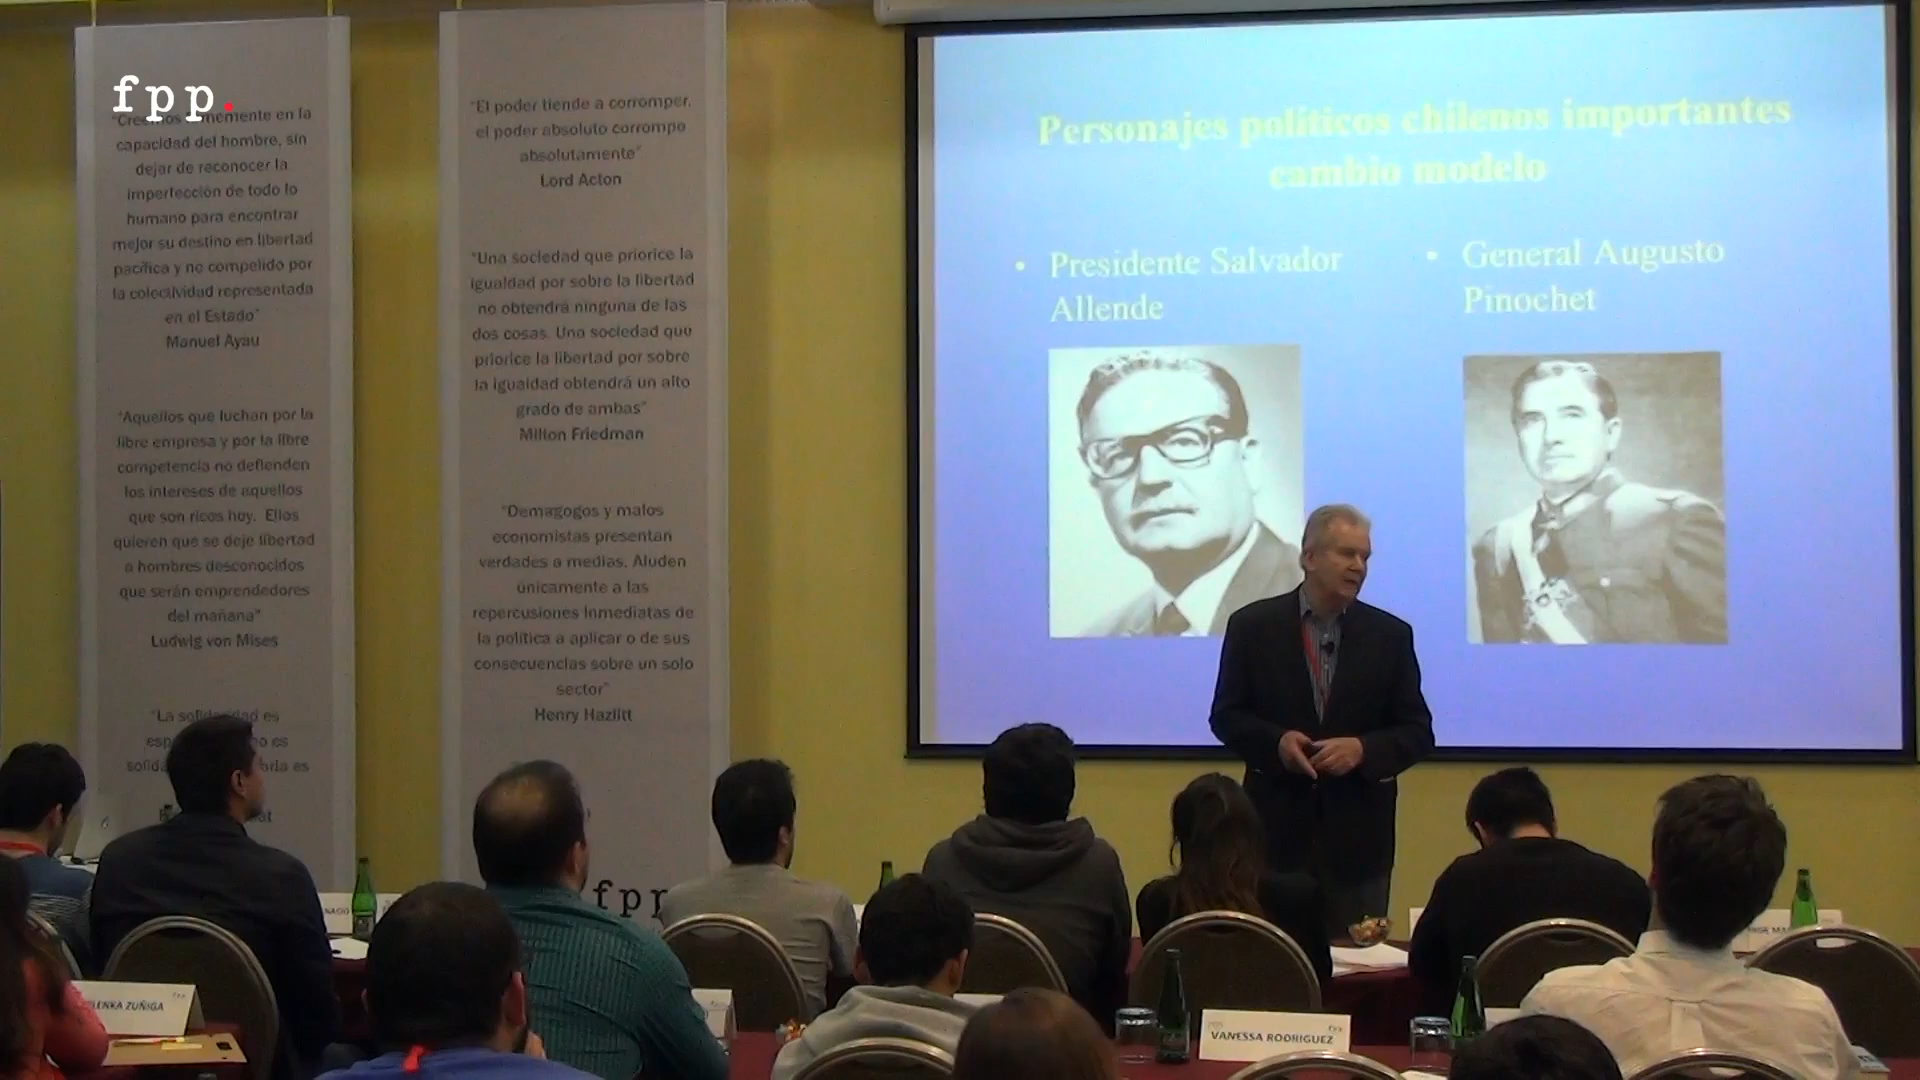 fpp.
"Creemos
en la
capacidad del hombre, sin
dejar de reconocer la
imperfección de todo lo
humano para encontrar
mejor su destino en libertad
pacífica y no compelido por
la colectividad representada
en el Estado"
Manuel Ayau
"Aquellos que luchan por la
libre empresa y por la libre
competencia no defienden
los intereses de aquellos
que son ricos hoy. Ellos
quieren que se deje libertad
a hombres desconocidos
que serán emprendedores
del mañana"
Ludwig von Mises
"La solidaridad es
"El poder tiende a corromper,
el poder absoluto corrompe
absolutamente"
Lord Acton
"Una sociedad que priorice la
igualdad por sobre la libertad
no obtendrá ninguna de las
dos cosas. Una sociedad que
priorice la libertad por sobre
la igualdad obtendrá un alto
grado de ambas"
Milton Friedman
"Demagogos y malos
economistas presentan
verdades a medias. Aluden
únicamente a las
repercusiones inmediatas de
la política a aplicar o de sus
consecuencias sobre un solo
sector"
Henry Hazlitt
fpp
Personajes políticos chilenos importantes
cambio modelo
• Presidente Salvador
Allende
• General Augusto
Pinochet
ZUÑIGA
VANESSA RODRIGUEZ